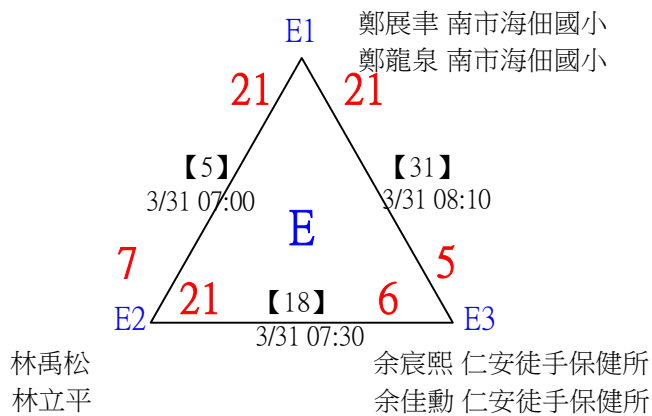 E1
鄭展聿 南市海佃國小
鄭龍泉 南市海佃國小
21
21
【5】
3/31 07:00
【31】
3/31 08:10
E
7
5
21
【18】
6
E2
3/31 07:30
E3
林禹松
余宸熙 仁安徒手保健所
林立平
余佳勳 仁安徒手保健所